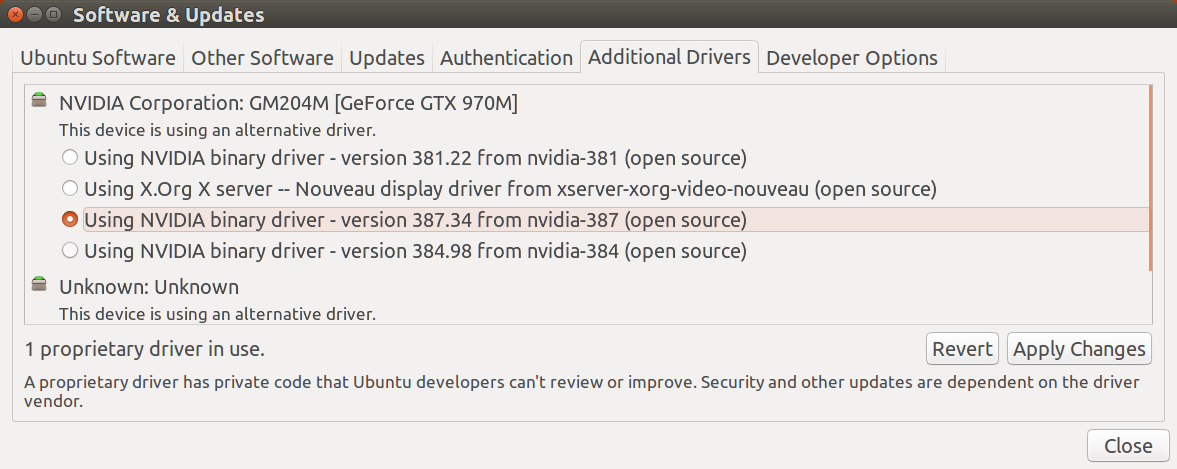 Software & Updates
Ubuntu Software Other Software Updates Authentication Additional Drivers Developer Options
NVIDIA Corporation: GM204M [GeForce GTX 970M]
This device is using an alternative driver.
Using NVIDIA binary driver - version 381.22 from nvidia-381 (open source)
Using X.Org X server -- Nouveau display driver from xserver-xorg-video-nouveau (open source)
Using NVIDIA binary driver - version 387.34 from nvidia-387 (open source)
Using NVIDIA binary driver - version 384.98 from nvidia-384 (open source)
Unknown: Unknown
This device is using an alternative driver.
1 proprietary driver in use. Revert Apply Changes
A proprietary driver has private code that Ubuntu developers can't review or improve. Security and other updates are dependent on the driver
vendor.
Close